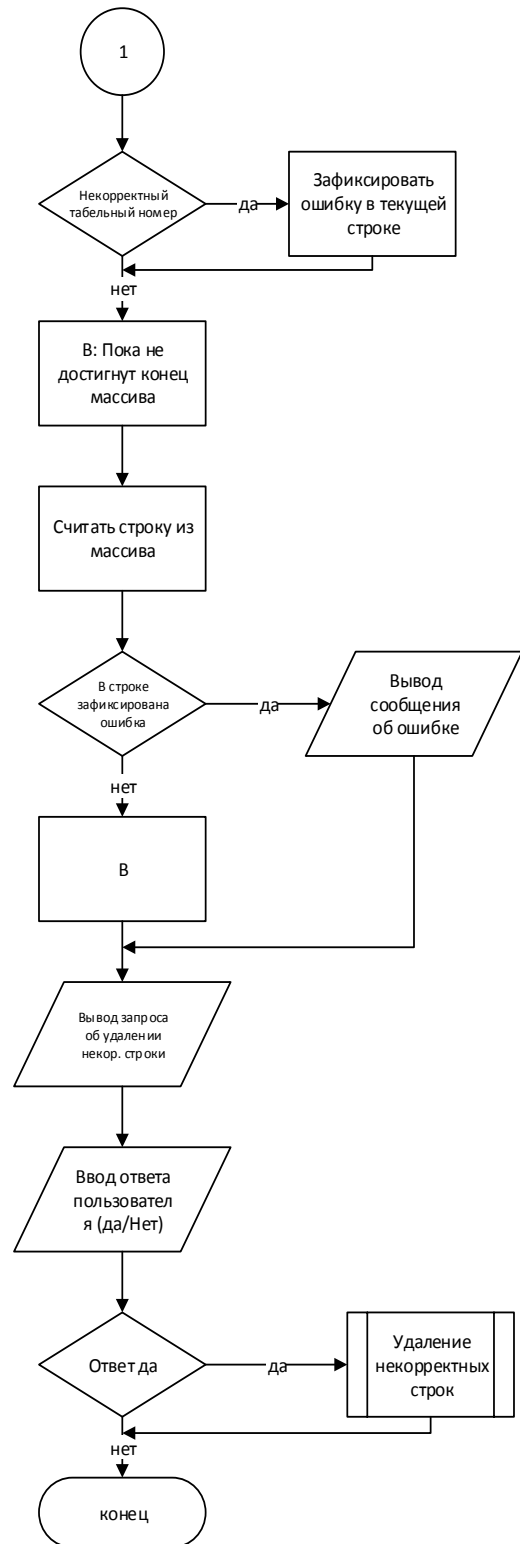 1
Некорректный
табельный номер
да
Зафиксировать
ошибку в текущей
строке
нет
В: Пока не
достигнут конец
массива
Считать строку из
массива
В строке
зафиксирована
ошибка
да
Вывод
сообщения
об ошибке
нет
В
Вывод запроса
об удалении
некор. строки
Ввод ответа
пользовател
я (да/Нет)
Ответ да
да
Удаление
некорректных
строк
нет
конец